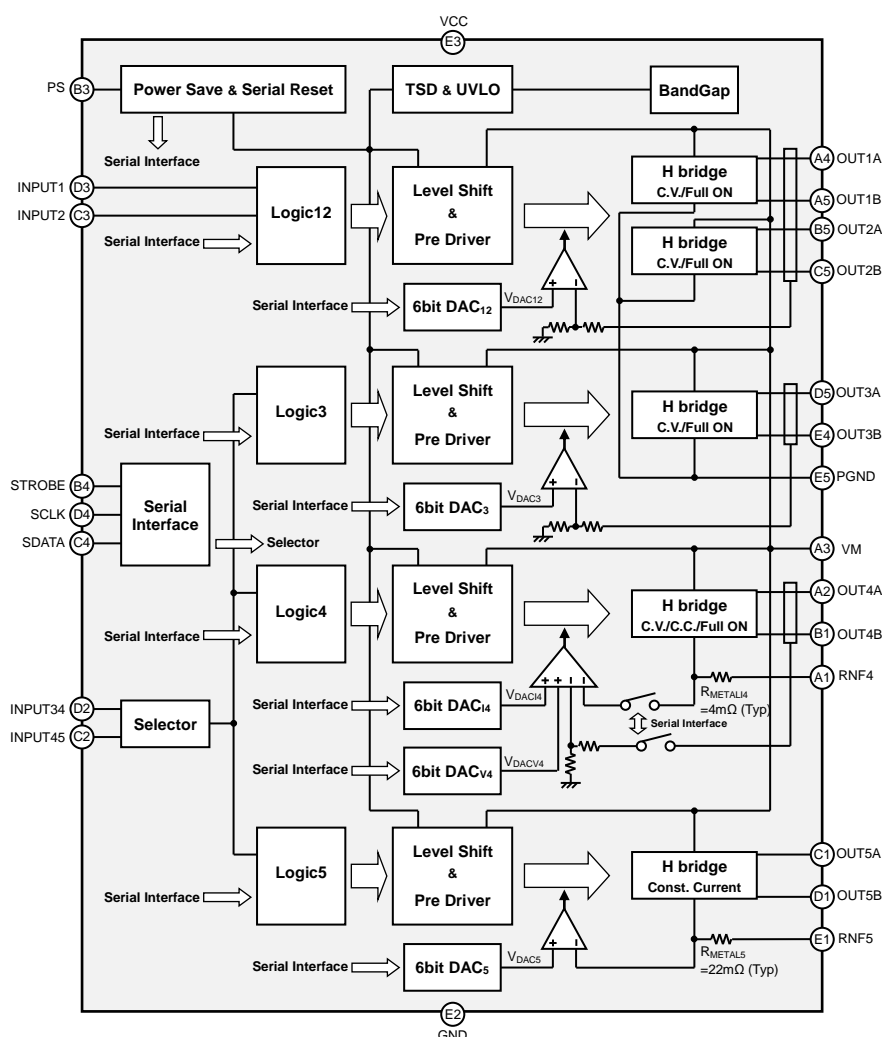 VCC
E3
PS B3 Power Save & Serial Reset TSD & UVLO BandGap
Serial Interface
INPUT1 D3
INPUT2 C3
Logic12
Serial Interface
Level Shift
&
Pre Driver
H bridge
C.V./Full ON
H bridge
C.V./Full ON
A4 OUT1A
A5 OUT1B
B5 OUT2A
C5 OUT2B
Serial Interface 6bit DAC12 VDAC12
+ –
Logic3
Serial Interface
Level Shift
&
Pre Driver
H bridge
C.V./Full ON
D5 OUT3A
E4 OUT3B
E5 PGND
Serial Interface 6bit DAC3 VDAC3
+ –
STROBE B4
SCLK D4
SDATA C4
Serial
Interface
Selector
A3 VM
Logic4
Serial Interface
Level Shift
&
Pre Driver
H bridge
C.V./C.C./Full ON
A2 OUT4A
B1 OUT4B
A1 RNF4
RMETALI4
=4mΩ (Typ)
Serial Interface 6bit DACI4 VDACI4
+ + – –
Serial Interface
Serial Interface 6bit DACV4 VDACV4
INPUT34 D2
INPUT45 C2
Selector
Logic5
Serial Interface
Level Shift
&
Pre Driver
H bridge
Const. Current
C1 OUT5A
D1 OUT5B
E1 RNF5
RMETAL5
=22mΩ (Typ)
Serial Interface 6bit DAC5 VDAC5
+ –
E2
GND